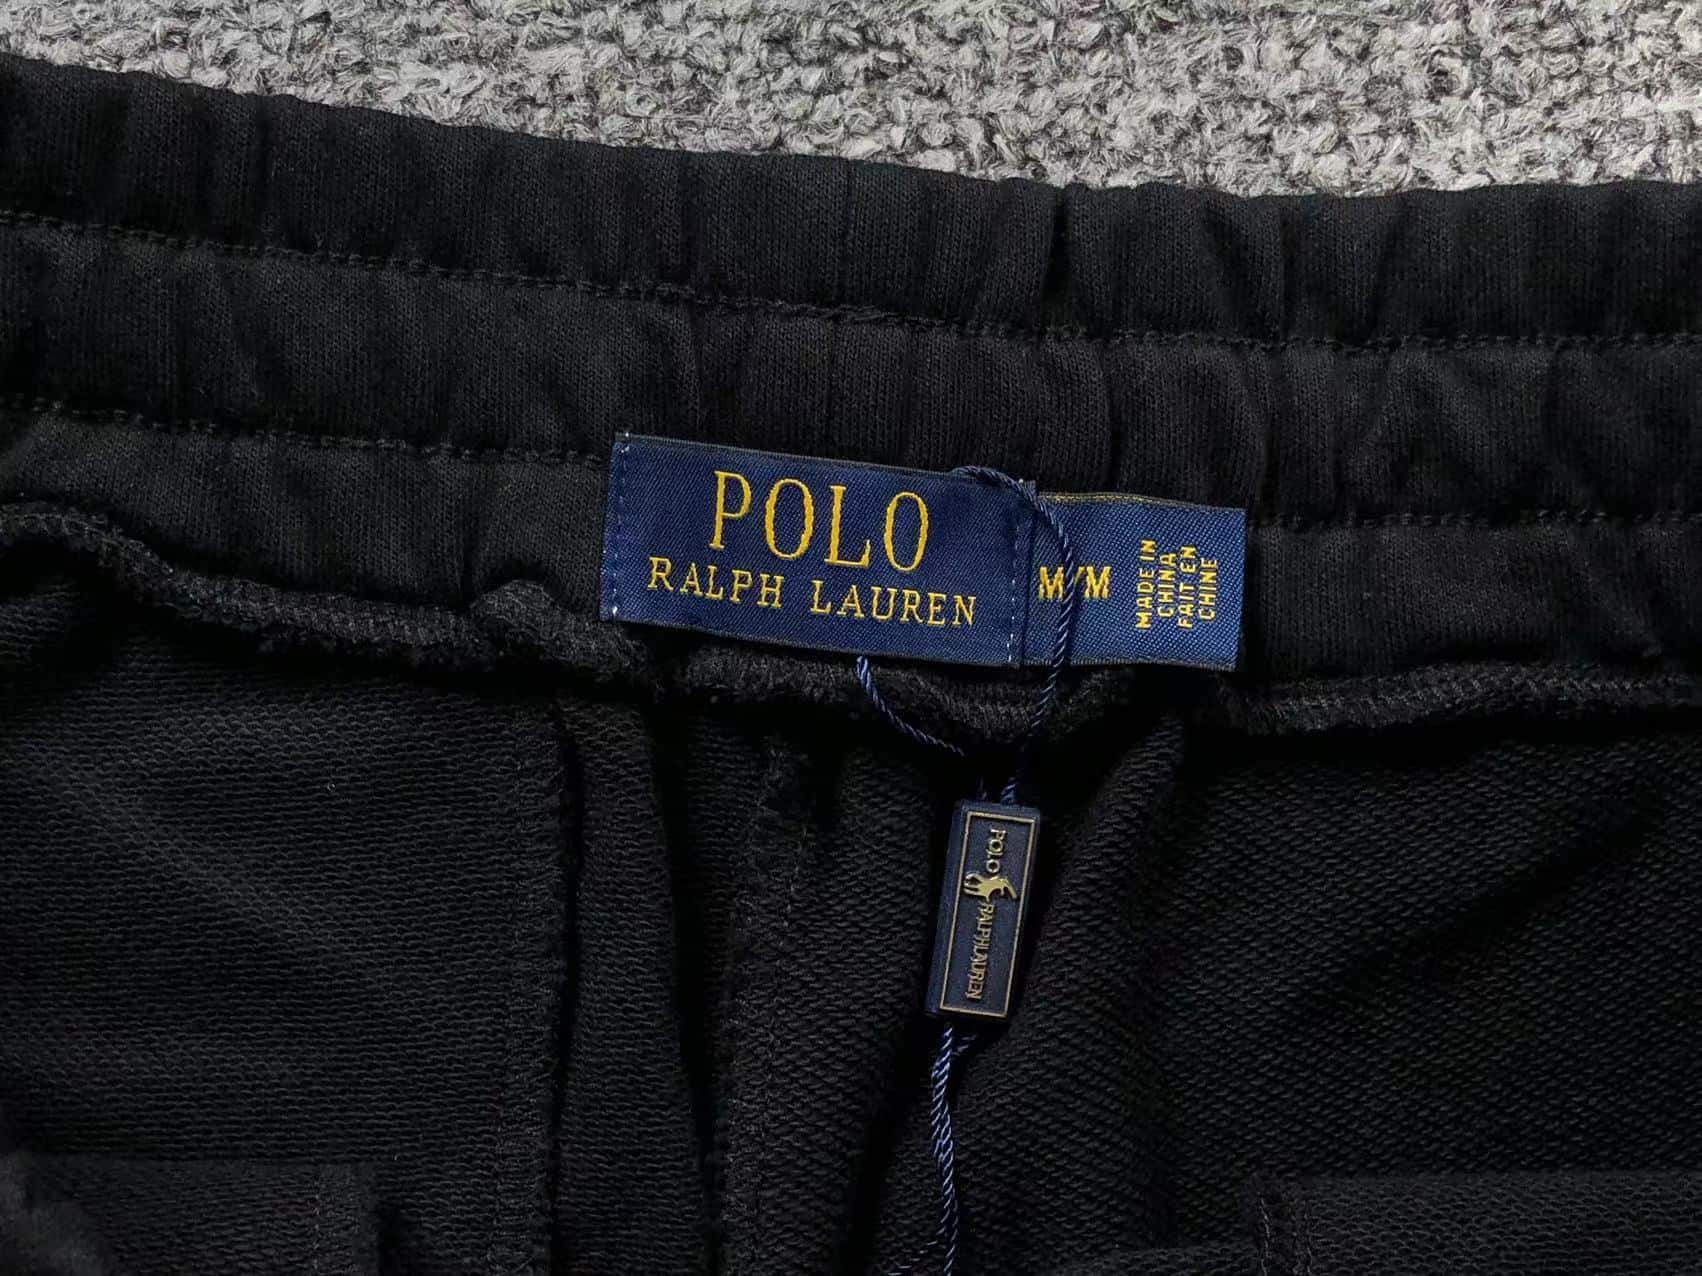 POLO
RALPH LAUREN
M/M
MADE IN
CHINA
FAIT EN
CHINE
POLO RALPH LAUREN